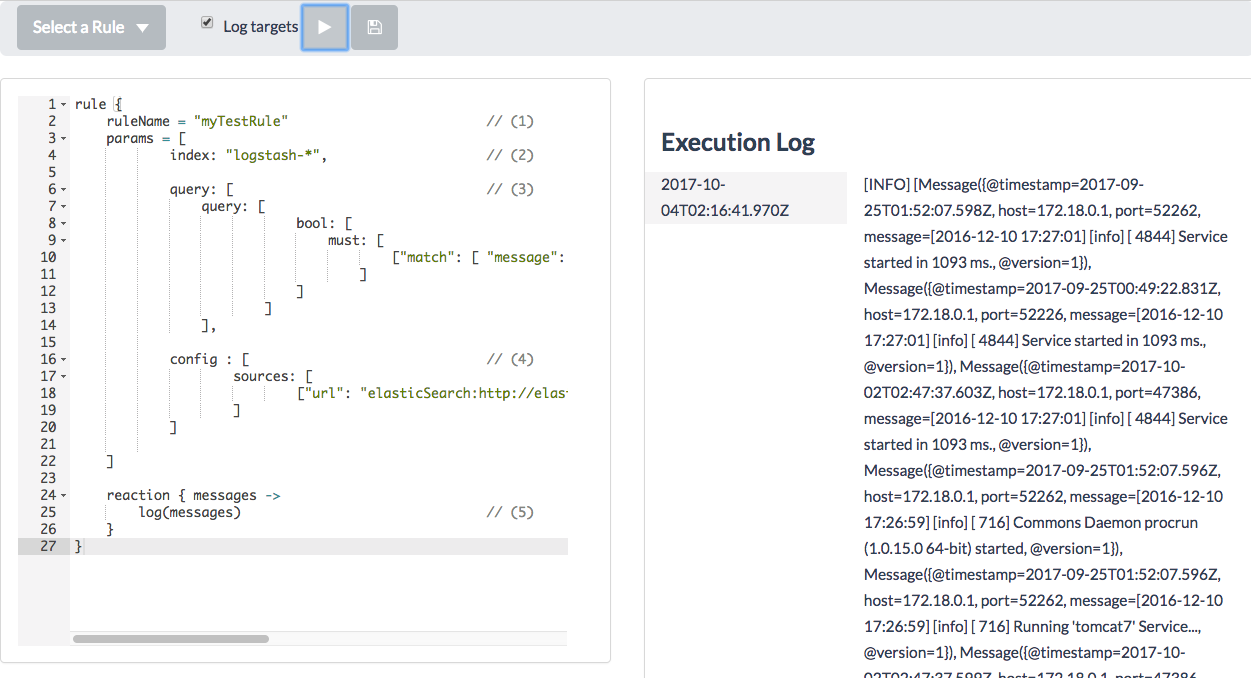 Select a Rule
Log targets
1 rule {
2 ruleName = "myTestRule" // (1)
3 params = [
4 index: "logstash-*", // (2)
5
6 query: [ // (3)
7 query: [
8 bool: [
9 must: [
10 ["match": [ "message":
11 ]
12 ]
13 ]
14 ],
15
16 config : [ // (4)
17 sources: [
18 ["url": "elasticSearch:http://elas
19 ]
20 ]
21
22 ]
23
24 reaction { messages ->
25 log(messages) // (5)
26 }
27 }
Execution Log
2017-10-
04T02:16:41.970Z
[INFO] [Message({@timestamp=2017-09-
25T01:52:07.598Z, host=172.18.0.1, port=52262,
message=[2016-12-10 17:27:01] [info] [ 4844] Service
started in 1093 ms., @version=1}),
Message({@timestamp=2017-09-25T00:49:22.831Z,
host=172.18.0.1, port=52226, message=[2016-12-10
17:27:01] [info] [ 4844] Service started in 1093 ms.,
@version=1}), Message({@timestamp=2017-10-
02T02:47:37.603Z, host=172.18.0.1, port=47386,
message=[2016-12-10 17:27:01] [info] [ 4844] Service
started in 1093 ms., @version=1}),
Message({@timestamp=2017-09-25T01:52:07.596Z,
host=172.18.0.1, port=52262, message=[2016-12-10
17:26:59] [info] [ 716] Commons Daemon procrun
(1.0.15.0 64-bit) started, @version=1}),
Message({@timestamp=2017-09-25T01:52:07.596Z,
host=172.18.0.1, port=52262, message=[2016-12-10
17:26:59] [info] [ 716] Running 'tomcat7' Service...,
@version=1}), Message({@timestamp=2017-10-
02T02:47:37.599Z, host=172.18.0.1, port=47386,